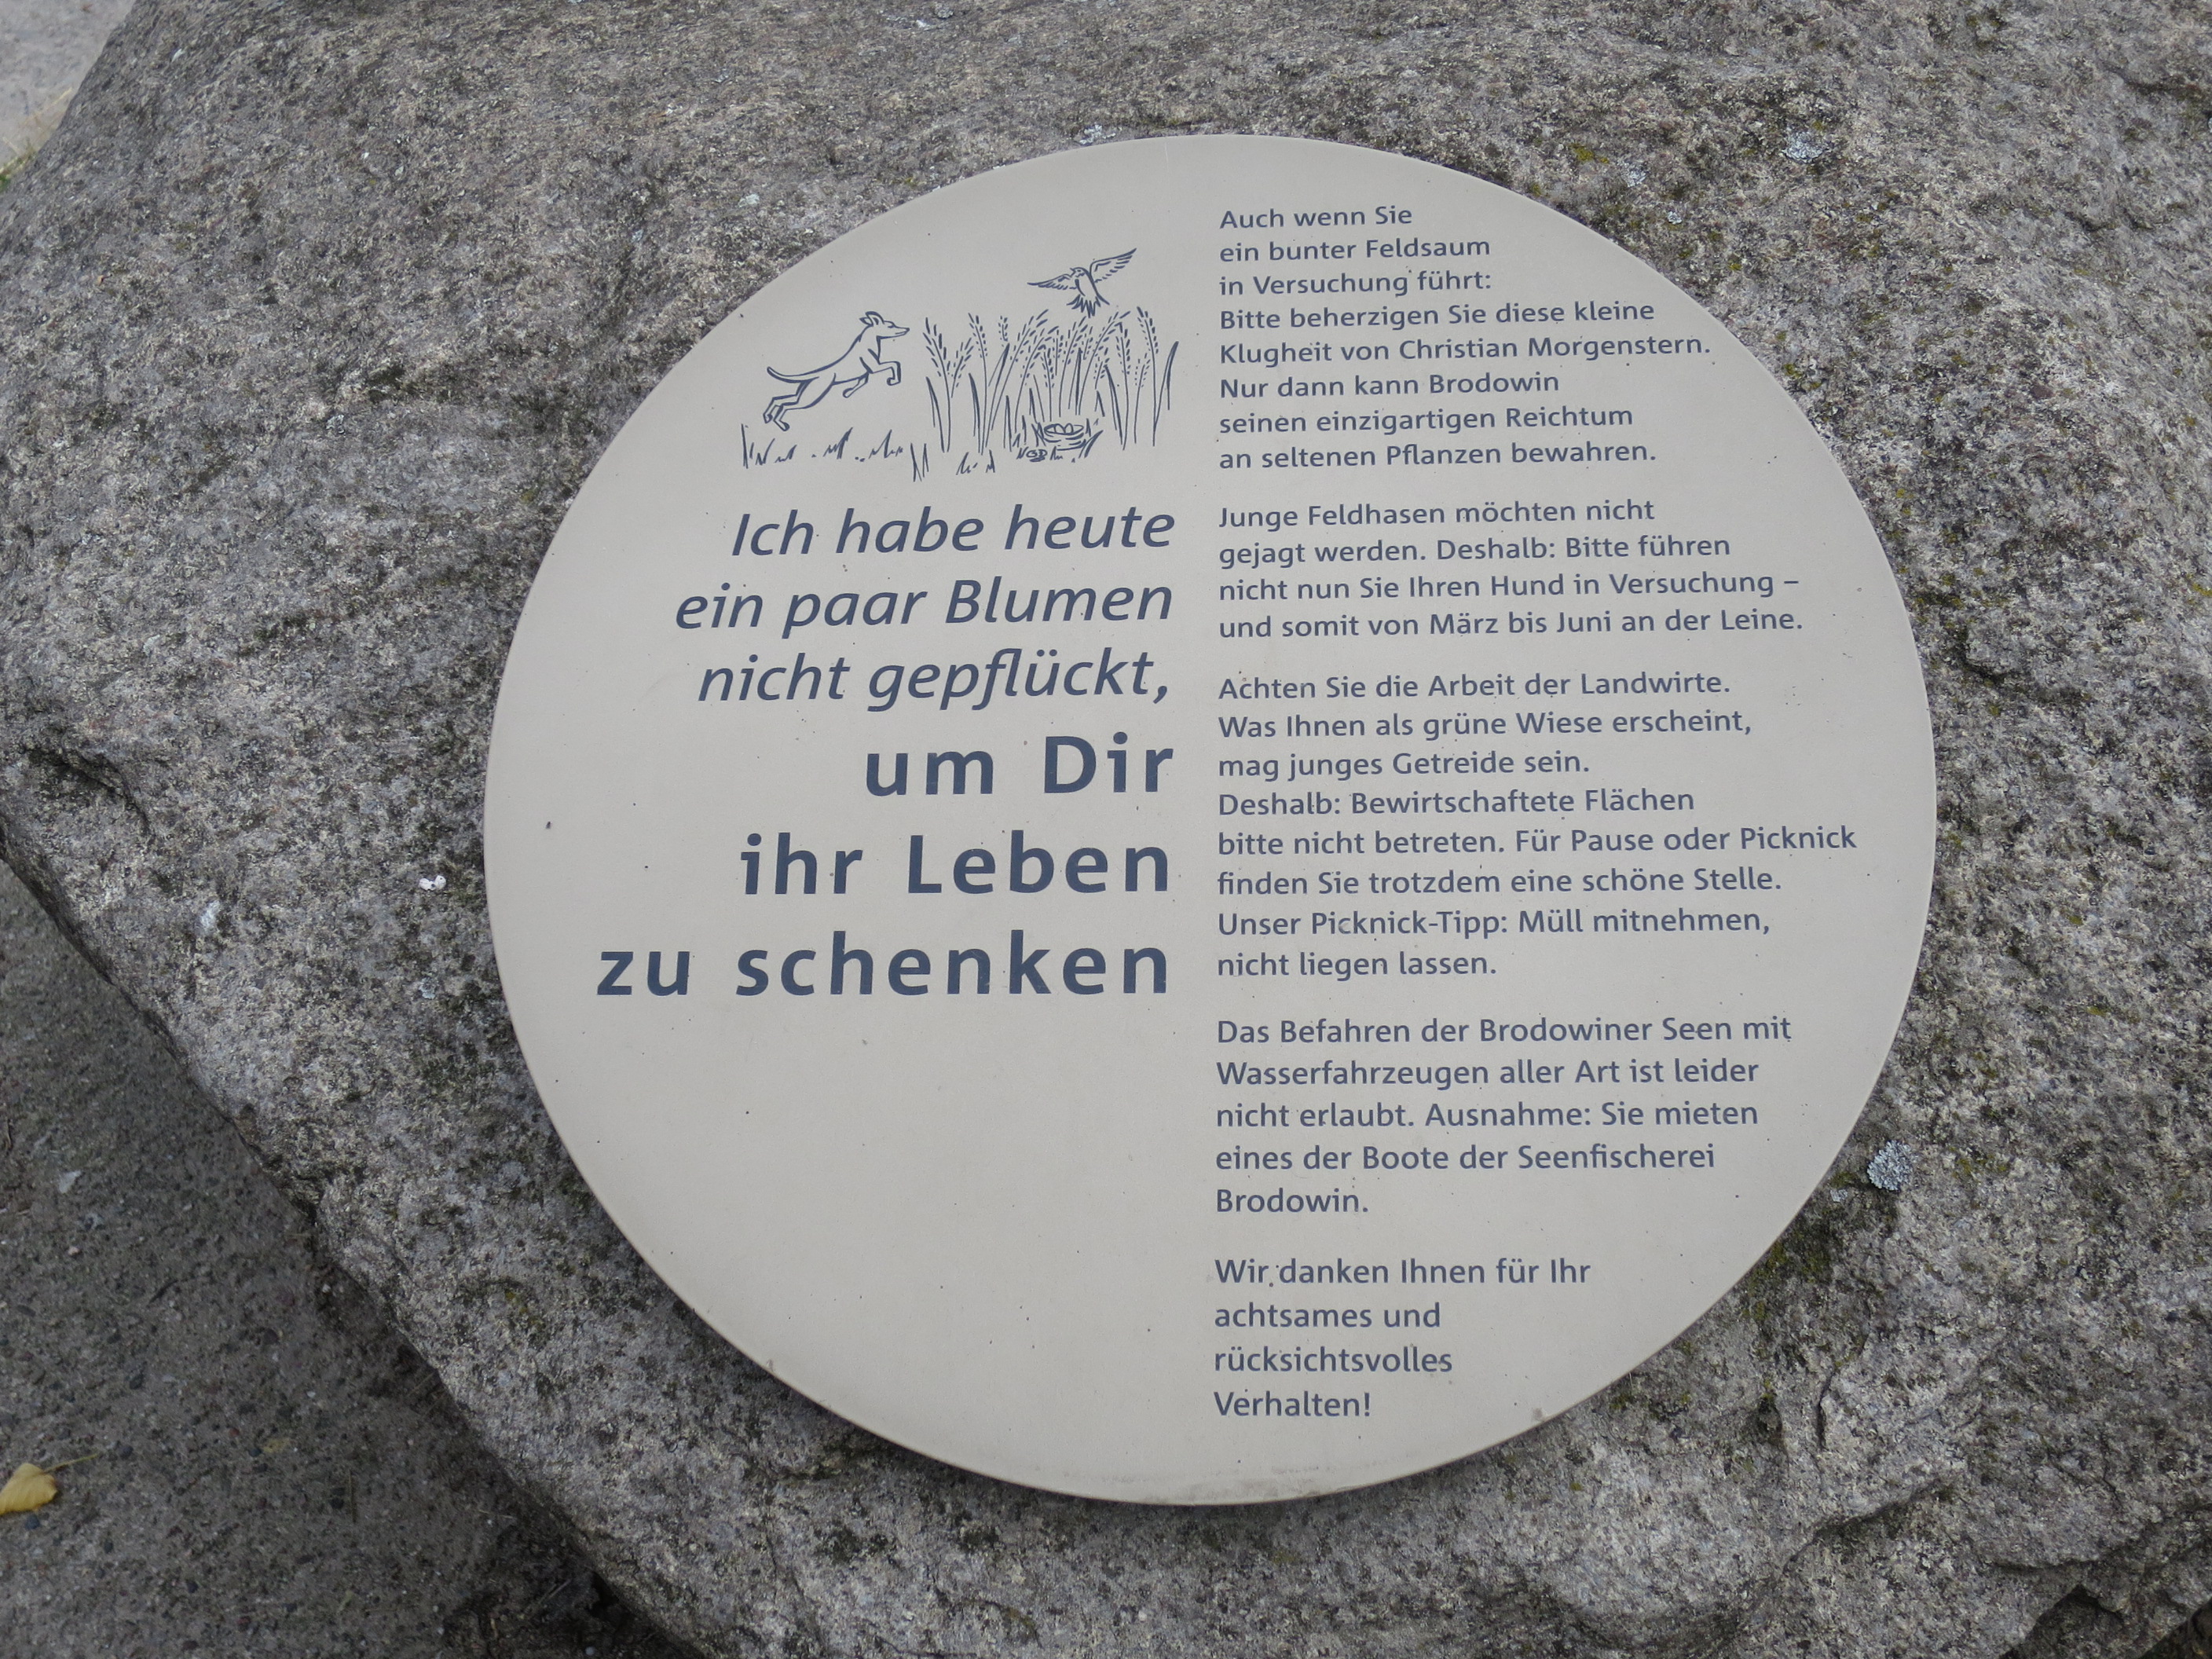 Ich habe heute
ein paar Blumen
nicht gepflückt,
um Dir
ihr Leben
zu schenken
Auch wenn Sie
ein bunter Feldsaum
in Versuchung führt:
Bitte beherzigen Sie diese kleine
Klugheit von Christian Morgenstern.
Nur dann kann Brodowin
seinen einzigartigen Reichtum
an seltenen Pflanzen bewahren.
Junge Feldhasen möchten nicht
gejagt werden. Deshalb: Bitte führen
nicht nun Sie Ihren Hund in Versuchung –
und somit von März bis Juni an der Leine.
Achten Sie die Arbeit der Landwirte.
Was Ihnen als grüne Wiese erscheint,
mag junges Getreide sein.
Deshalb: Bewirtschaftete Flächen
bitte nicht betreten. Für Pause oder Picknick
finden Sie trotzdem eine schöne Stelle.
Unser Picknick-Tipp: Müll mitnehmen,
nicht liegen lassen.
Das Befahren der Brodowiner Seen mit
Wasserfahrzeugen aller Art ist leider
nicht erlaubt. Ausnahme: Sie mieten
eines der Boote der Seenfischerei
Brodowin.
Wir danken Ihnen für Ihr
achtsames und
rücksichtsvolles
Verhalten!